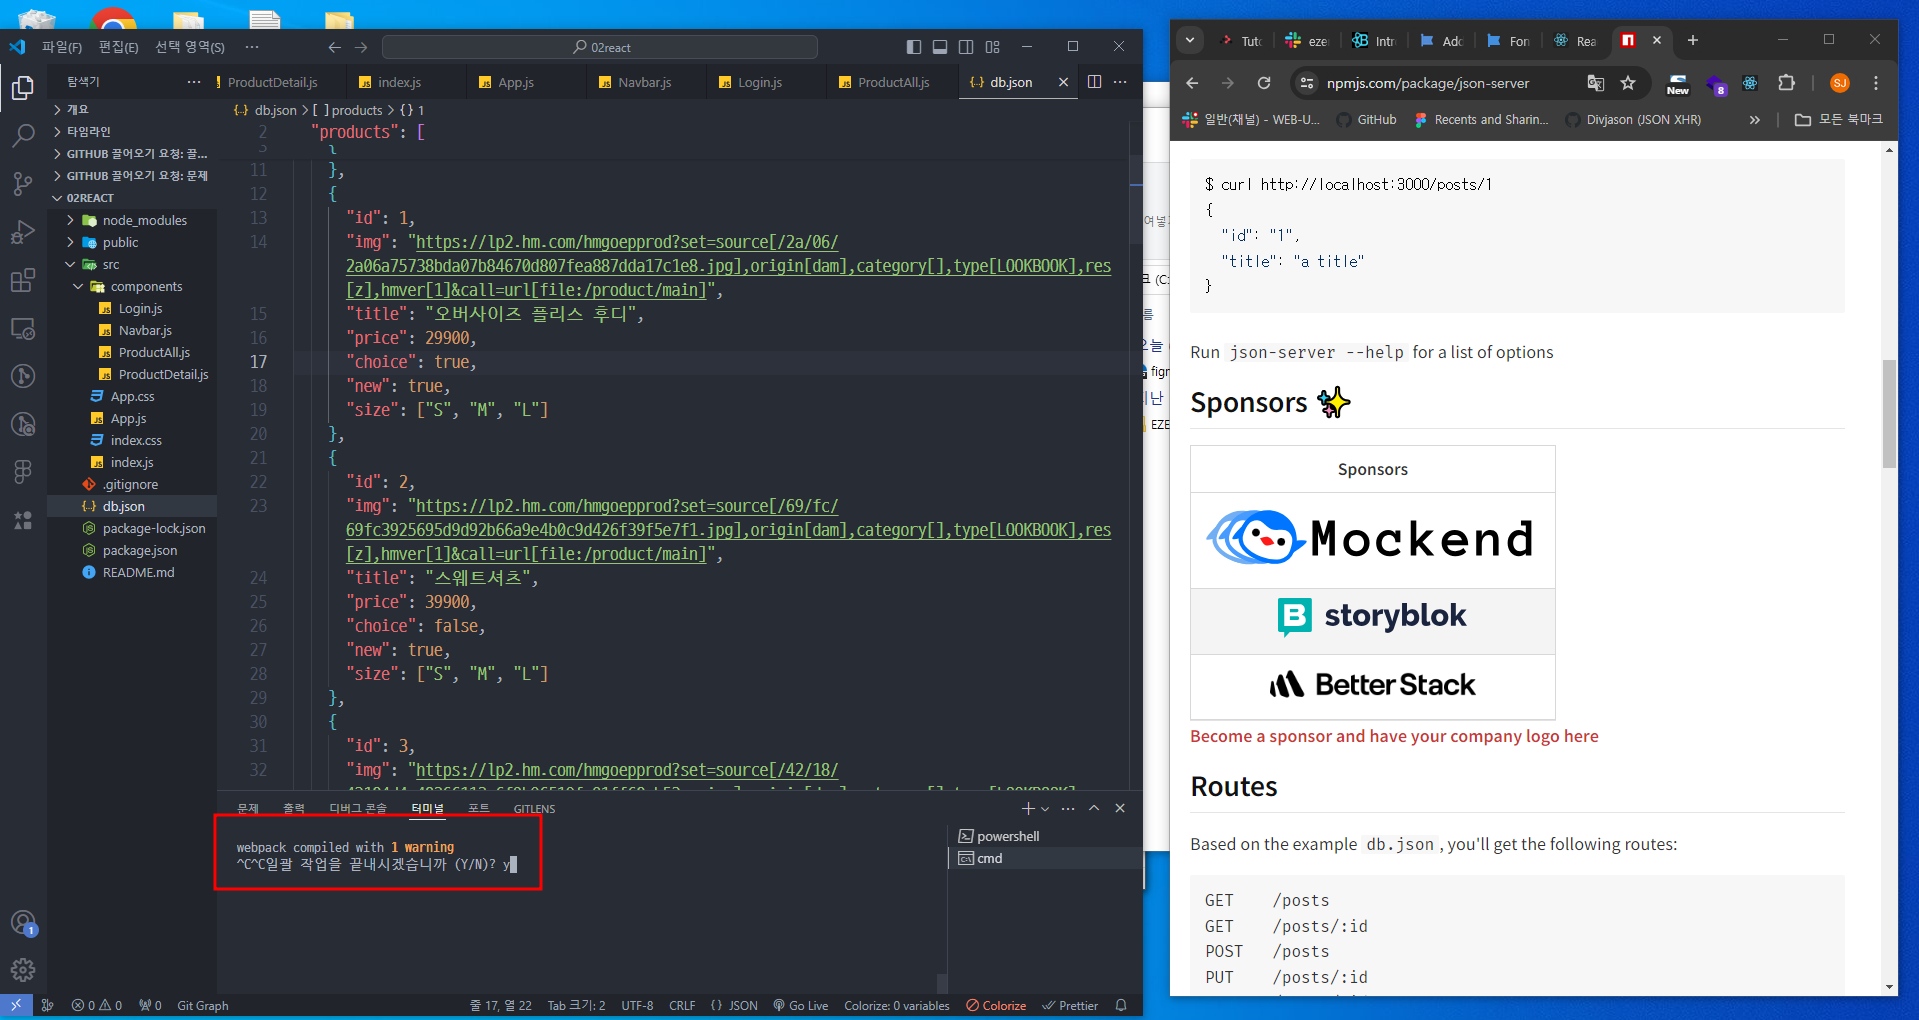 파일(F) 편집(E) 선택 영역(S) ···
02react
탐색기
ProductDetail.js index.js App.js Navbar.js Login.js ProductAll.js db.json
개요
타임라인
GITHUB 끌어오기 요청: 끌...
GITHUB 끌어오기 요청: 문제
02REACT
node_modules
public
src
components
Login.js
Navbar.js
ProductAll.js
ProductDetail.js
App.css
App.js
index.css
index.js
.gitignore
db.json
package-lock.json
package.json
README.md
1
{..} db.json > [ ] products > {} 1
2 "products": [
3 {
11 },
12 {
13 "id": 1,
14 "img": "https://lp2.hm.com/hmgoepprod?set=source[/2a/06/
2a06a75738bda07b84670d807fea887dda17c1e8.jpg],origin[dam],category[],type[LOOKBOOK],res
[z],hmver[1]&call=url[file:/product/main]",
15 "title": "오버사이즈 플리스 후디",
16 "price": 29900,
17 "choice": true,
18 "new": true,
19 "size": ["S", "M", "L"]
20 },
21 {
22 "id": 2,
23 "img": "https://lp2.hm.com/hmgoepprod?set=source[/69/fc/
69fc3925695d9d92b66a9e4b0c9d426f39f5e7f1.jpg],origin[dam],category[],type[LOOKBOOK],res
[z],hmver[1]&call=url[file:/product/main]",
24 "title": "스웨트셔츠",
25 "price": 39900,
26 "choice": false,
27 "new": true,
28 "size": ["S", "M", "L"]
29 },
30 {
31 "id": 3,
32 "img": "https://lp2.hm.com/hmgoepprod?set=source[/42/18/
문제 출력 디버그 콘솔 터미널 포트 GITLENS
webpack compiled with 1 warning
^C^C일괄 작업을 끝내시겠습니까 (Y/N)? y
powershell
cmd
0 0 0 Git Graph 줄 17, 열 22 Tab 크기: 2 UTF-8 CRLF {} JSON Go Live Colorize: 0 variables Colorize Prettier
(C:
오늘
지난
EZE
Tuto eze Intr Add For Rea
npmjs.com/package/json-server
New 8 SJ
일반(채널) - WEB-U... GitHub Recents and Sharin... Divjason (JSON XHR) » 모든 북마크
$ curl http://localhost:3000/posts/1
{
"id": "1",
"title": "a title"
}
Run json-server --help for a list of options
Sponsors
Sponsors
Mockend
storyblok
Better Stack
Become a sponsor and have your company logo here
Routes
Based on the example db.json , you'll get the following routes:
GET /posts
GET /posts/:id
POST /posts
PUT /posts/:id